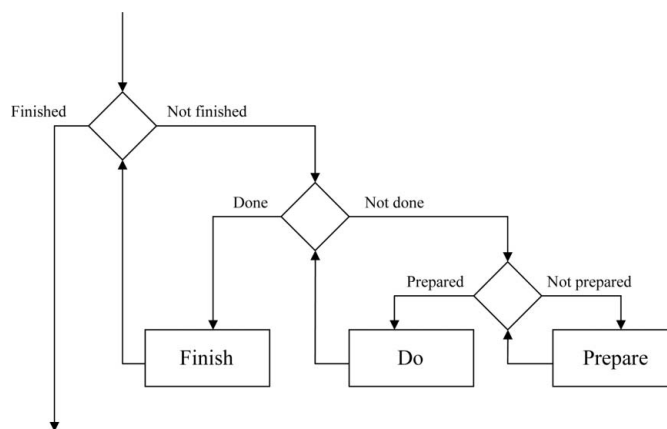 Finished
Not finished
Done
Not done
Prepared
Not prepared
Finish
Do
Prepare